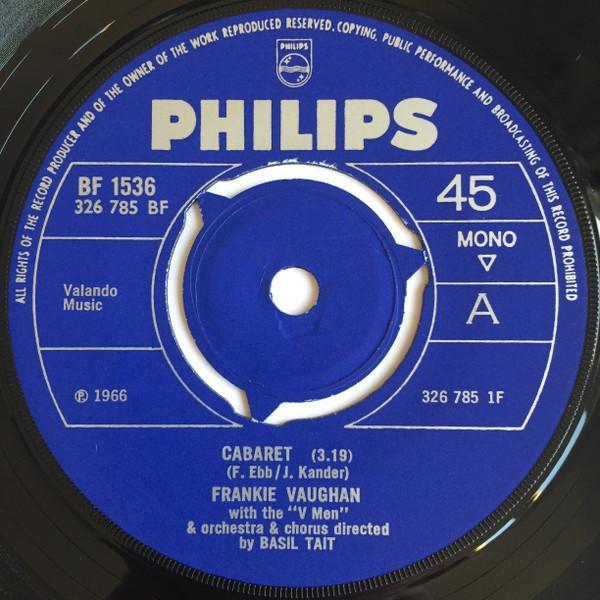 ALL RIGHTS OF THE RECORD PRODUCER AND OF THE OWNER OF THE WORK REPRODUCED RESERVED. COPYING, PUBLIC PERFORMANCE AND BROADCASTING OF THIS RECORD PROHIBITED
PHILIPS
PHILIPS
BF 1536
326 785 BF
45
MONO
Valando
Music
A
℗ 1966
326 785 1F
CABARET (3.19)
(F. Ebb/J. Kander)
FRANKIE VAUGHAN
with the "V Men"
& orchestra & chorus directed
by BASIL TAIT